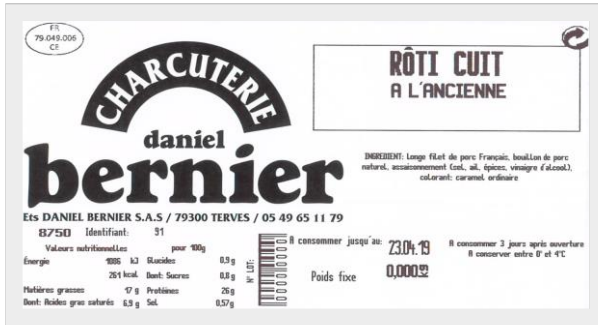 FR
79.049.006
CE
CHARCUTERIE
daniel
bernier
Ets DANIEL BERNIER S.A.S / 79300 TERVES / 05 49 65 11 79
RÔTI CUIT
A L'ANCIENNE
INGREDIENT: Longe filet de porc Français, bouillon de porc
naturel, assaisonnement (sel, ail, épices, vinaigre d'alcool),
colorant: caramel ordinaire
8750 Identifiant: 91
Valeurs nutritionnelles pour 100g
Énergie 1086 kJ Glucides 0,9 g
261 kcal Dont: Sucres 0,8 g
Matières grasses 17 g Protéines 26 g
Dont: Acides gras saturés 6,9 g Sel 0,57 g
N° LOT:
A consommer jusqu'au: 23.04.19
Poids fixe 0,000
A consommer 3 jours après ouverture
A conserver entre 0° et 4°C